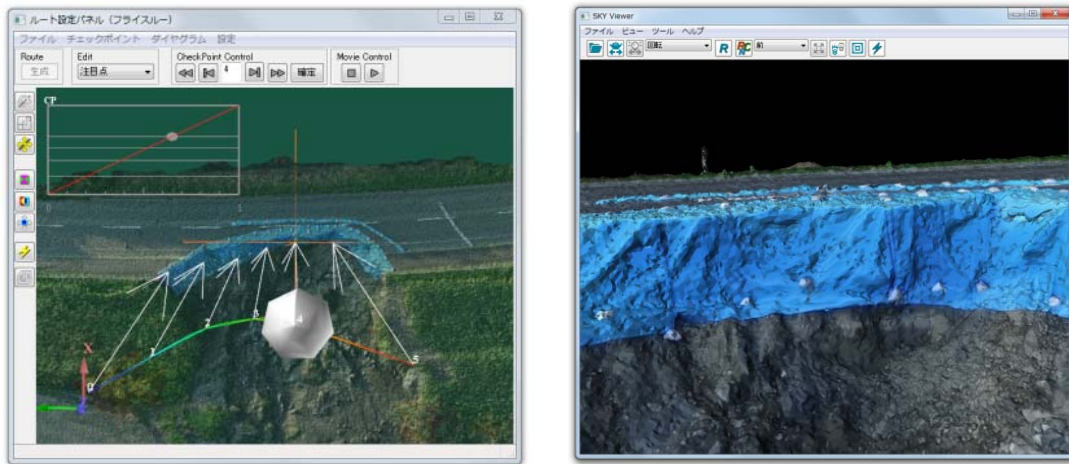 ルート設定パネル（フライスルー）
ファイル チェックポイント ダイヤグラム 設定
Route
生成
Edit
注目点
CheckPoint Control
4
確定
Movie Control
CP
0
1
X
0
1
2
3
4
5
SKY Viewer
ファイル ビュー ツール ヘルプ
回転
R
前